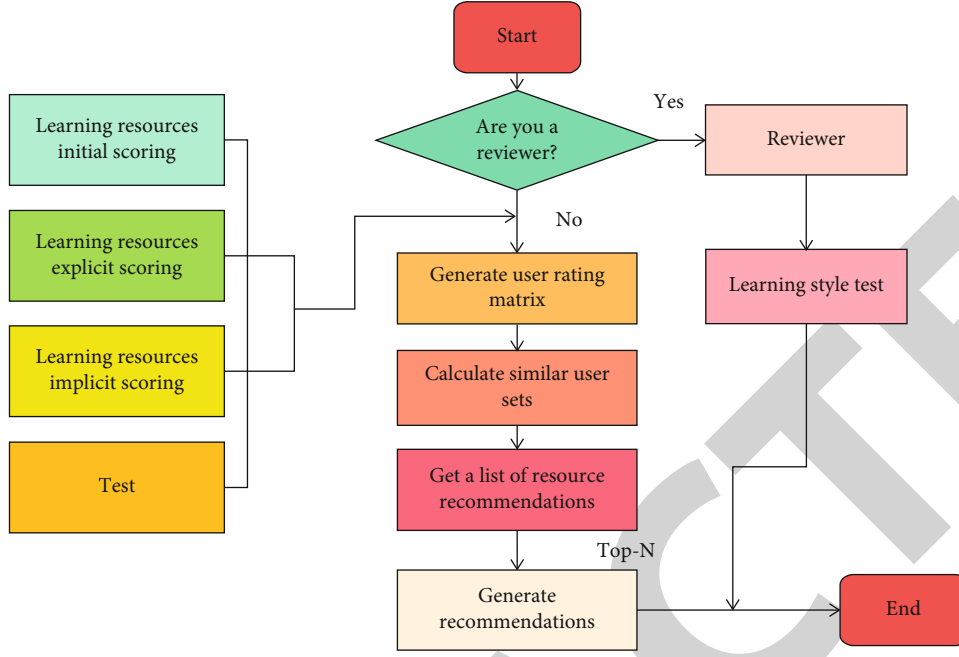 Start
Are you a
reviewer?
Yes
Reviewer
No
Learning style test
Learning resources
initial scoring
Learning resources
explicit scoring
Learning resources
implicit scoring
Test
Generate user rating
matrix
Calculate similar user
sets
Get a list of resource
recommendations
Top-N
Generate
recommendations
End